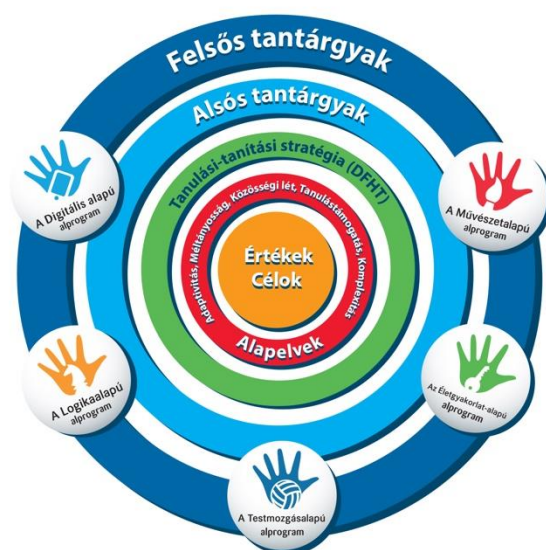 Felsős tantárgyak
Alsós tantárgyak
Tanulási-tanítási stratégia (DFHT)
Adaptivitás, Méltányosság, Közösségi lét, Tanulástámogatás, Komplexitás
Értékek
Célok
Alapelvek
A Digitális alapú
alprogram
A Művészetalapú
alprogram
A Logikaalapú
alprogram
Az Életgyakorlat-alapú
alprogram
A Testmozgásalapú
alprogram